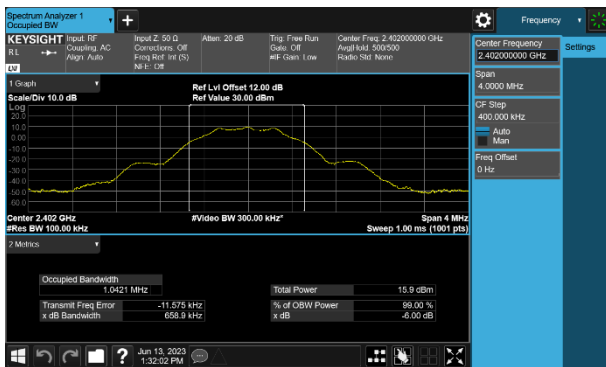 Spectrum Analyzer 1
Occupied BW
Frequency
KEYSIGHT
Input: RF
Input Z: 50 Ω
Atten: 20 dB
Trig: Free Run
Center Freq: 2.402000000 GHz
RL
Coupling: AC
Corrections: Off
Gate: Off
Avg|Hold: 500/500
Align: Auto
Freq Ref: Int (S)
#IF Gain: Low
Radio Std: None
NFE: Off
Center Frequency
2.402000000 GHz
Settings
Span
4.0000 MHz
CF Step
400.000 kHz
Auto
Man
Freq Offset
0 Hz
1 Graph
Ref Lvl Offset 12.00 dB
Scale/Div 10.0 dB
Ref Value 30.00 dBm
Log
20.0
10.0
0.00
-10.0
-20.0
-30.0
-40.0
-50.0
-60.0
Center 2.402 GHz
#Video BW 300.00 kHz*
Span 4 MHz
#Res BW 100.00 kHz
Sweep 1.00 ms (1001 pts)
2 Metrics
Occupied Bandwidth
1.0421 MHz
Total Power
15.9 dBm
Transmit Freq Error
-11.575 kHz
% of OBW Power
99.00 %
x dB Bandwidth
658.9 kHz
x dB
-6.00 dB
Jun 13, 2023
1:32:02 PM